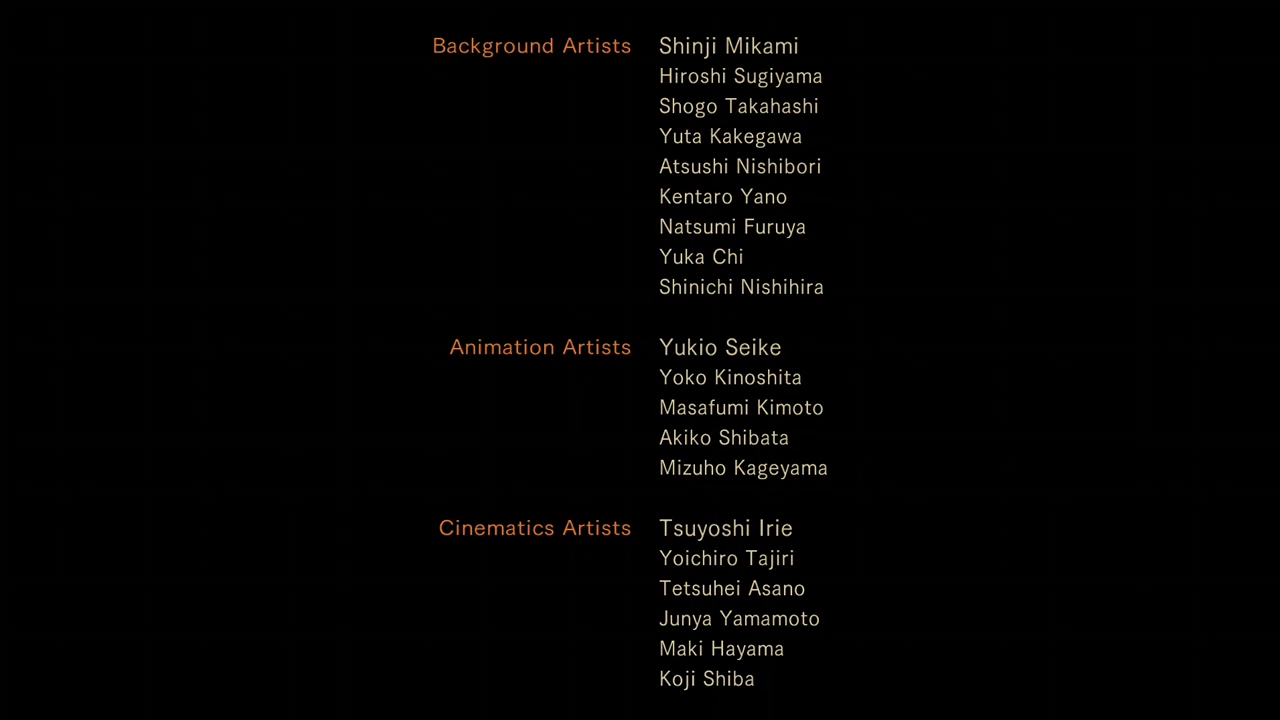 Background Artists Shinji Mikami
Hiroshi Sugiyama
Shogo Takahashi
Yuta Kakegawa
Atsushi Nishibori
Kentaro Yano
Natsumi Furuya
Yuka Chi
Shinichi Nishihira
Animation Artists Yukio Seike
Yoko Kinoshita
Masafumi Kimoto
Akiko Shibata
Mizuho Kageyama
Cinematics Artists Tsuyoshi Irie
Yoichiro Tajiri
Tetsuhei Asano
Junya Yamamoto
Maki Hayama
Koji Shiba